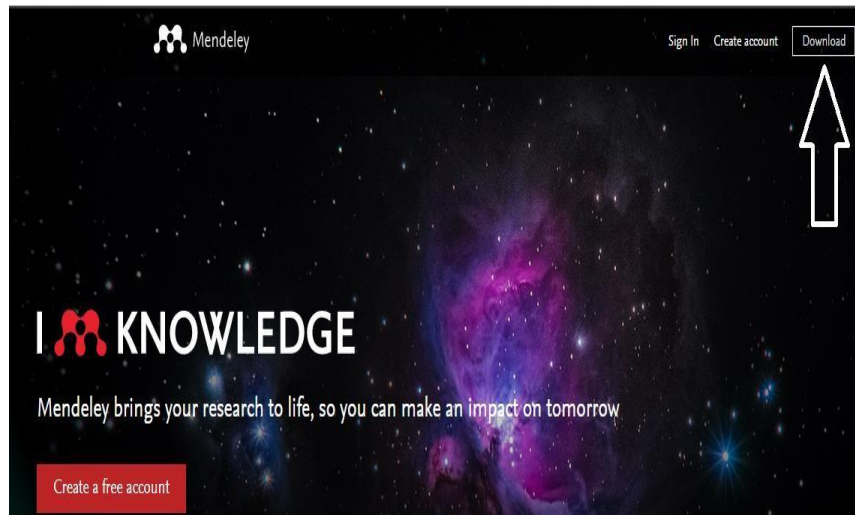 Mendeley
Sign In
Create account
Download
I KNOWLEDGE
Mendeley brings your research to life, so you can make an impact on tomorrow
Create a free account